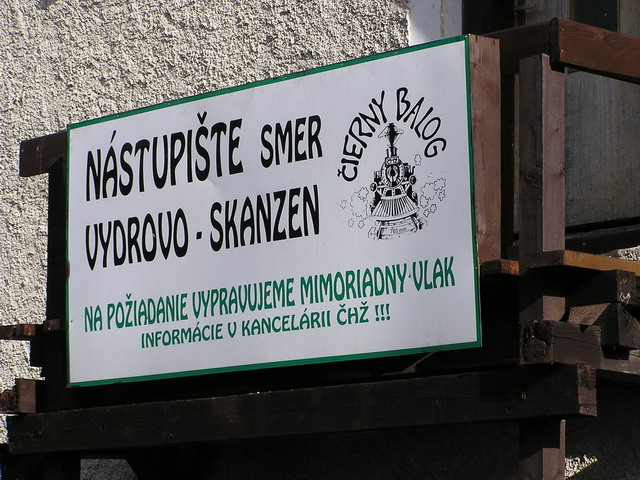 NÁSTUPIŠTE SMER
VYDROVO - SKANZEN
ČIERNY BALOG
NA POŽIADANIE VYPRAVUJEME MIMORIADNY VLAK
INFORMÁCIE V KANCELÁRII ČHŽ !!!